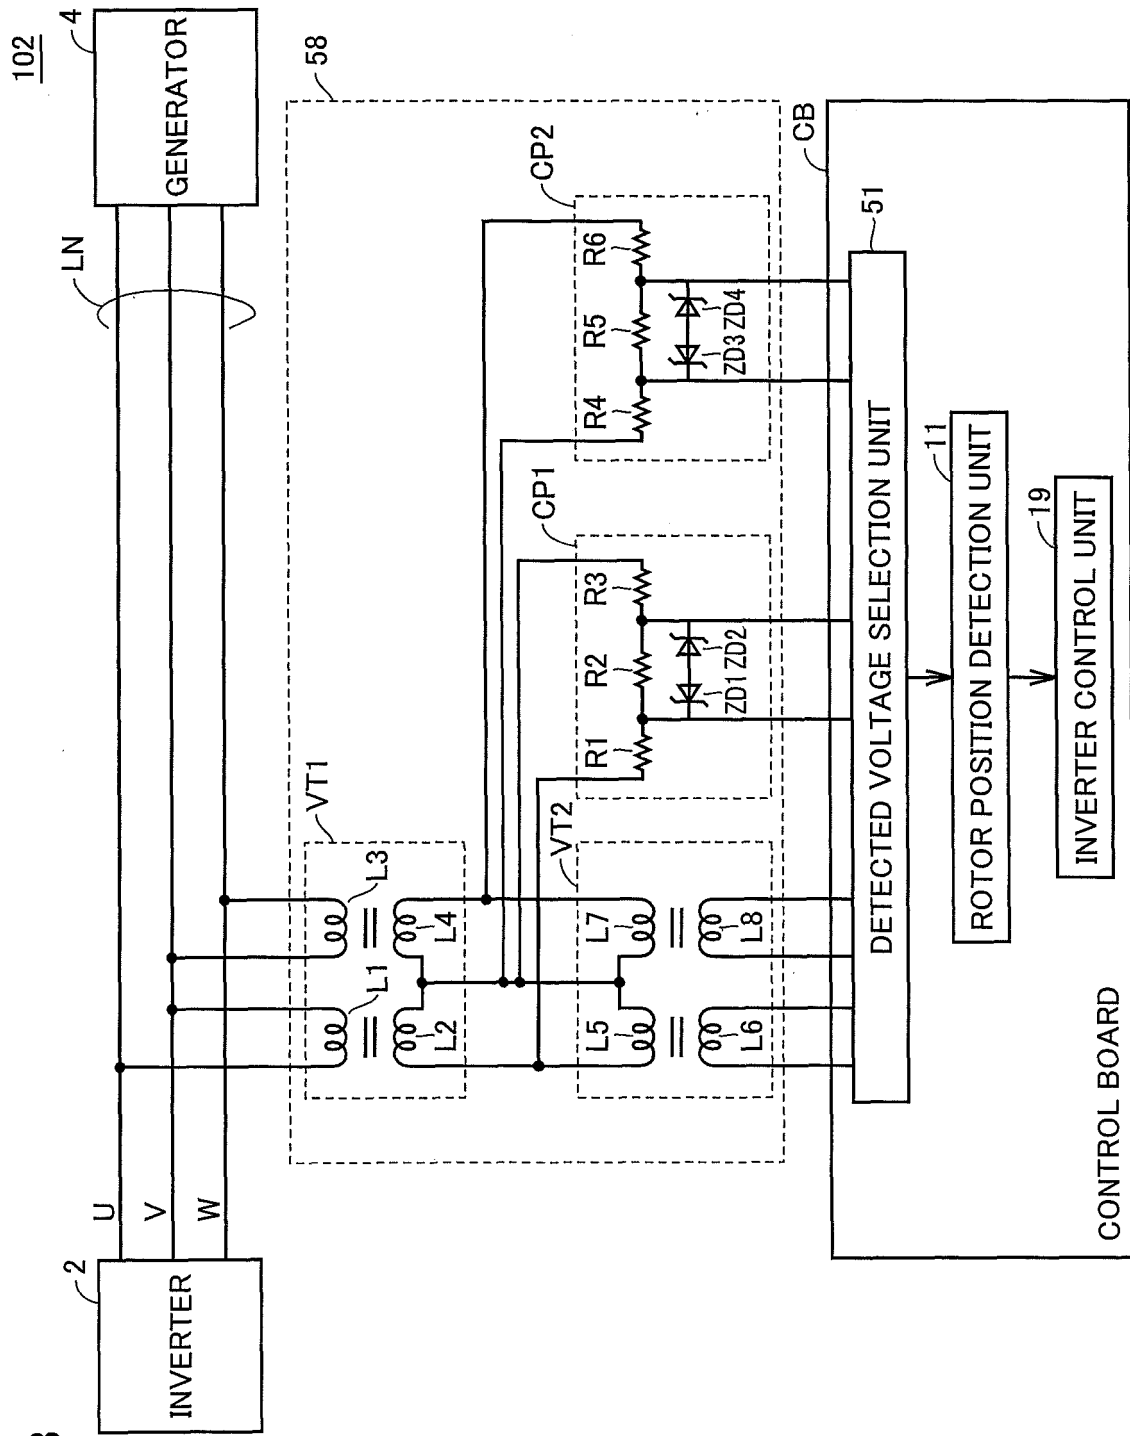 102
INVERTER
2
U
V
W
LN
GENERATOR
4
58
VT1
L1
L3
L2
L4
VT2
L5
L7
L6
L8
CP1
R1
R2
R3
ZD1
ZD2
CP2
R4
R5
R6
ZD3
ZD4
CB
DETECTED VOLTAGE SELECTION UNIT
51
ROTOR POSITION DETECTION UNIT
11
INVERTER CONTROL UNIT
19
CONTROL BOARD